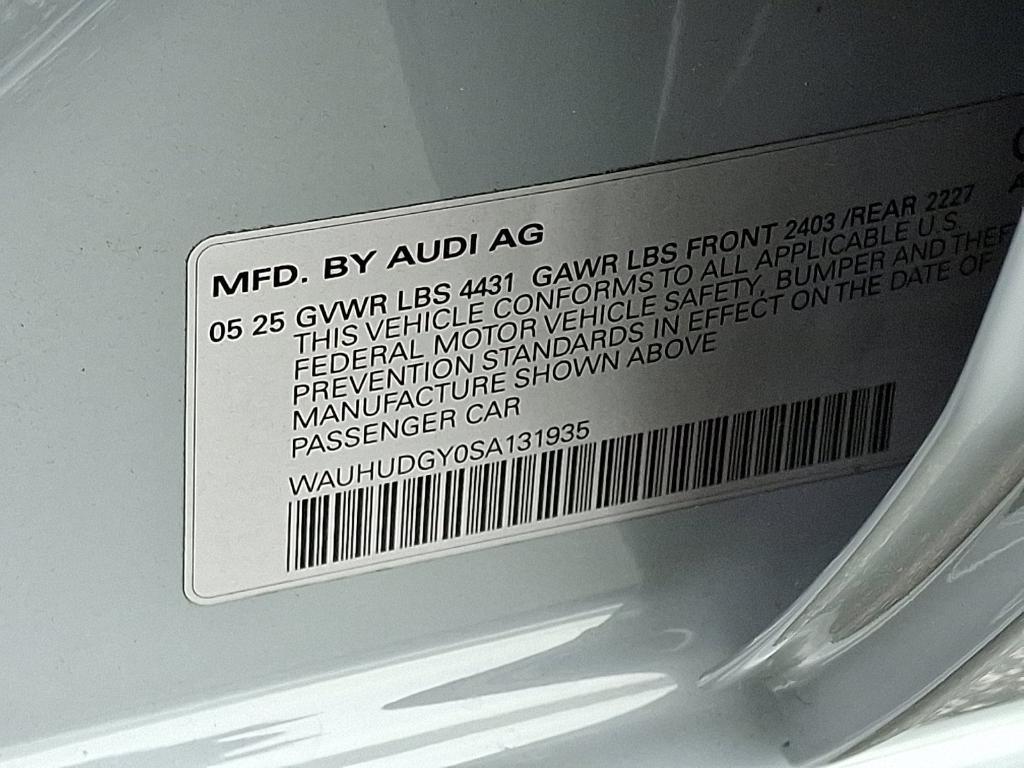 MFD. BY AUDI AG
05 25 GVWR LBS 4431 GAWR LBS FRONT 2403 /REAR 2227
THIS VEHICLE CONFORMS TO ALL APPLICABLE U.S.
FEDERAL MOTOR VEHICLE SAFETY, BUMPER AND THEF
PREVENTION STANDARDS IN EFFECT ON THE DATE OF
MANUFACTURE SHOWN ABOVE
PASSENGER CAR
WAUHUDGY0SA131935